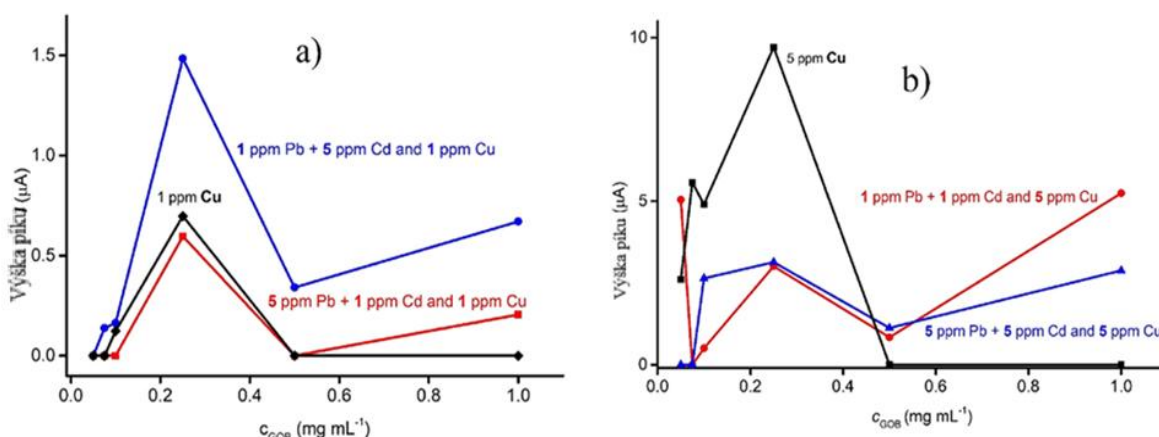 a)
1.5
1.0
0.5
0.0
Výška píku (µA)
1 ppm Pb + 5 ppm Cd and 1 ppm Cu
1 ppm Cu
5 ppm Pb + 1 ppm Cd and 1 ppm Cu
0.0 0.2 0.4 0.6 0.8 1.0
cGOB (mg mL-1)
b)
10
5
0
Výška píku (µA)
5 ppm Cu
1 ppm Pb + 1 ppm Cd and 5 ppm Cu
5 ppm Pb + 5 ppm Cd and 5 ppm Cu
0.0 0.2 0.4 0.6 0.8 1.0
cGOB (mg mL-1)